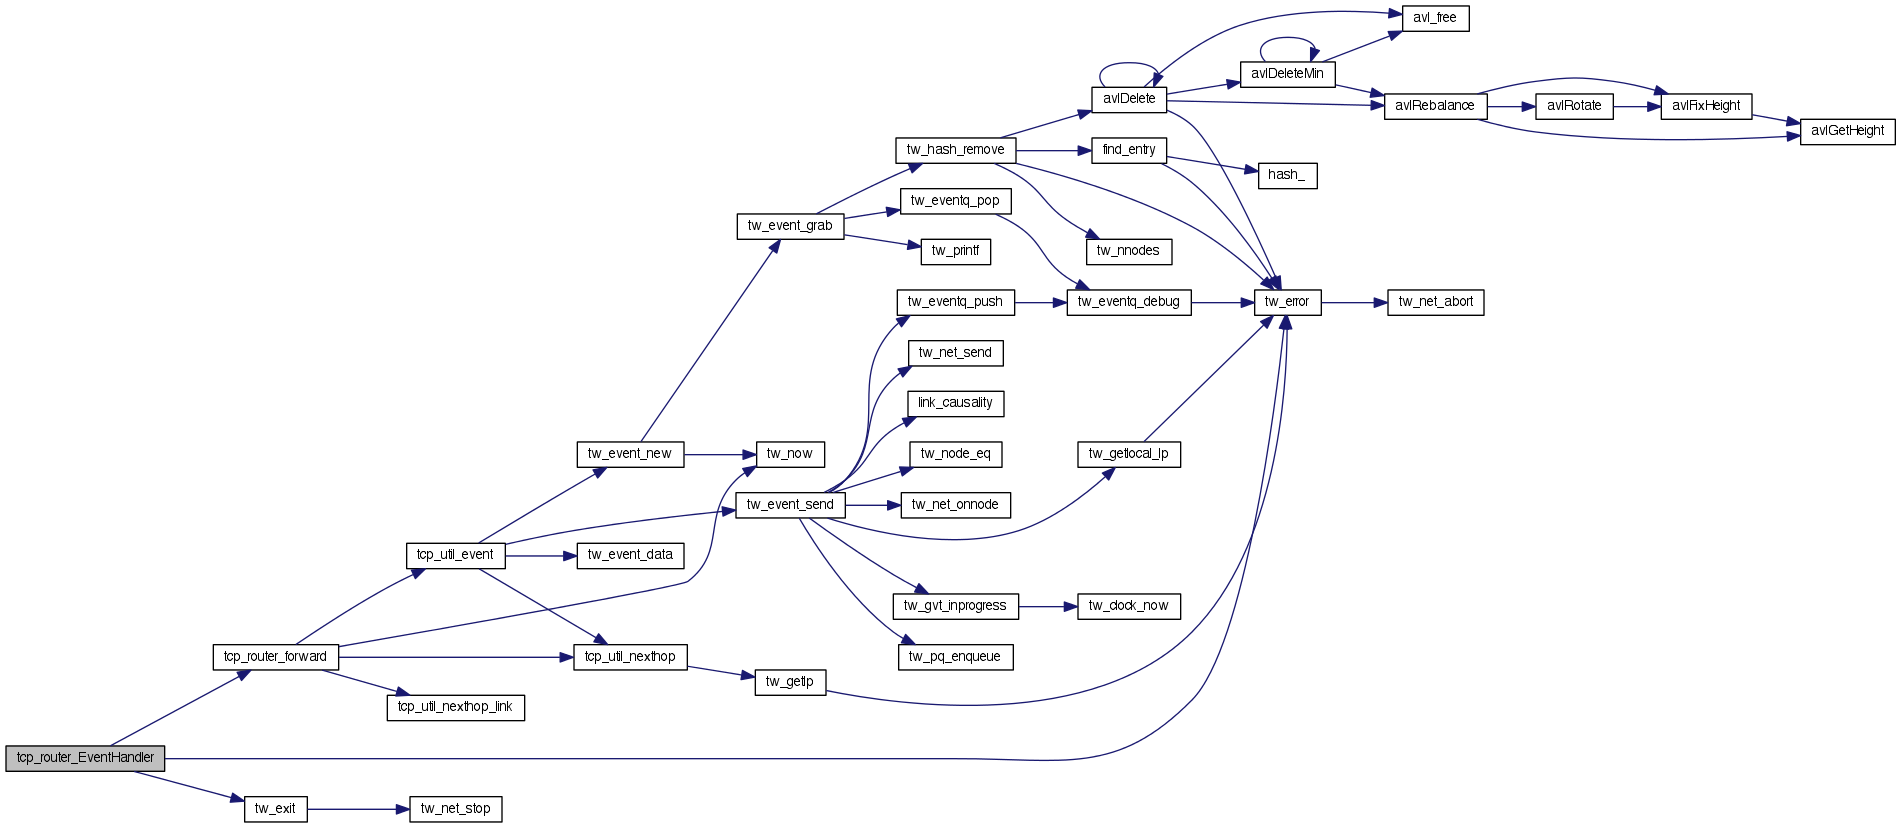 avl_free
avlDeleteMin
avlDelete
avlRebalance
avlRotate
avlFixHeight
avlGetHeight
tw_hash_remove
find_entry
hash_
tw_eventq_pop
tw_event_grab
tw_printf
tw_nnodes
tw_eventq_push
tw_eventq_debug
tw_error
tw_net_abort
tw_net_send
link_causality
tw_event_new
tw_now
tw_node_eq
tw_getlocal_lp
tw_event_send
tw_net_onnode
tcp_util_event
tw_event_data
tw_gvt_inprogress
tw_clock_now
tcp_router_forward
tcp_util_nexthop
tw_pq_enqueue
tw_getlp
tcp_util_nexthop_link
tcp_router_EventHandler
tw_exit
tw_net_stop